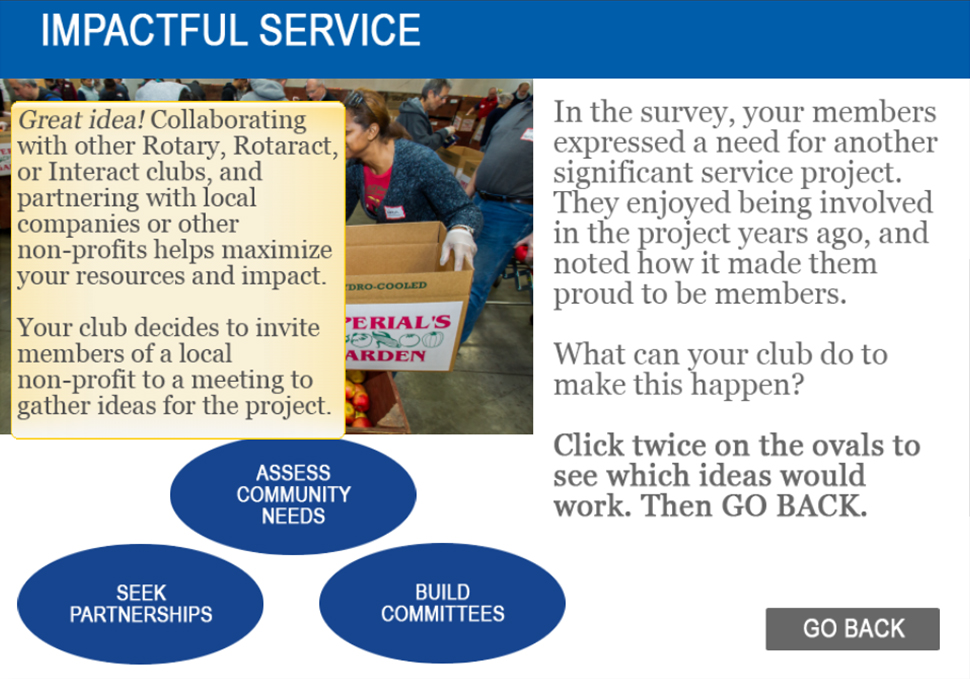 IMPACTFUL SERVICE
Great idea! Collaborating
with other Rotary, Rotaract,
or Interact clubs, and
partnering with local
companies or other
non-profits helps maximize
your resources and impact.
Your club decides to invite
members of a local
non-profit to a meeting to
gather ideas for the project.
DRO-COOLED
PERIAL'S
ARDEN
In the survey, your members
expressed a need for another
significant service project.
They enjoyed being involved
in the project years ago, and
noted how it made them
proud to be members.
What can your club do to
make this happen?
Click twice on the ovals to
see which ideas would
work. Then GO BACK.
ASSESS
COMMUNITY
NEEDS
SEEK
PARTNERSHIPS
BUILD
COMMITTEES
GO BACK